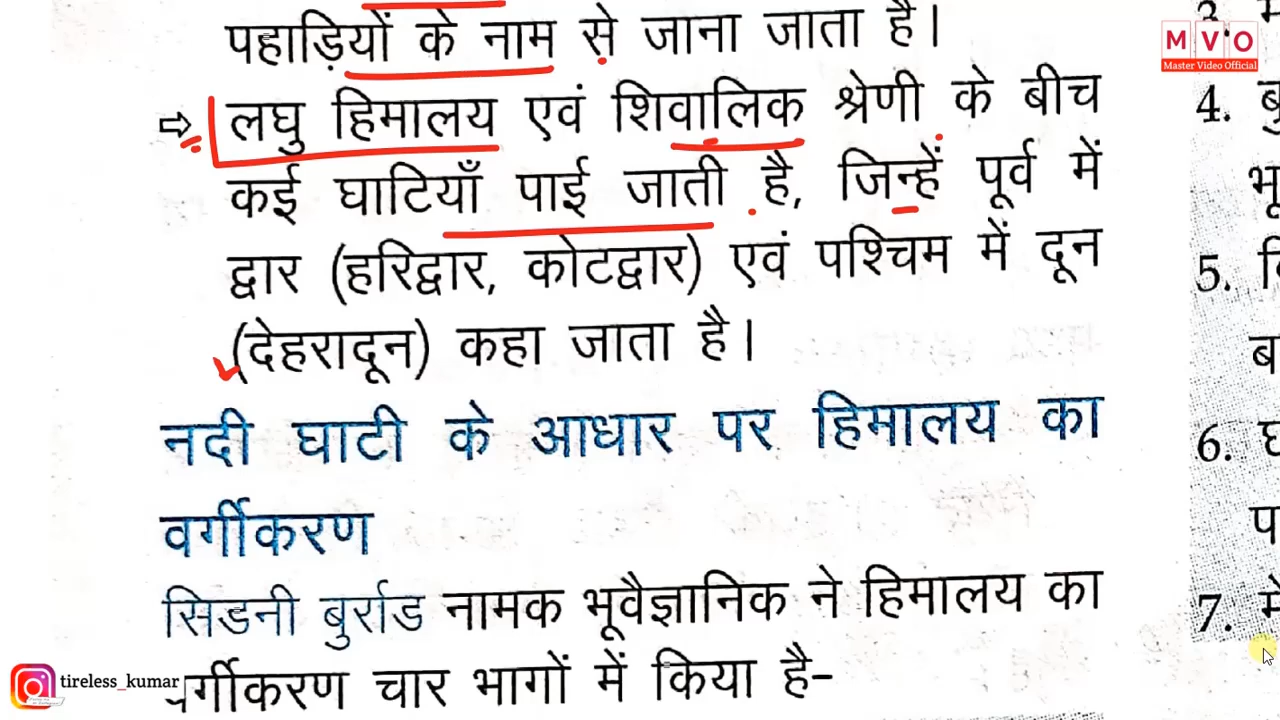 पहाड़ियों के नाम से जाना जाता है।
⇨ लघु हिमालय एवं शिवालिक श्रेणी के बीच
कई घाटियाँ पाई जाती है, जिन्हें पूर्व में
द्वार (हरिद्वार, कोटद्वार) एवं पश्चिम में दून
(देहरादून) कहा जाता है।
नदी घाटी के आधार पर हिमालय का
वर्गीकरण
सिडनी बुर्राड नामक भूवैज्ञानिक ने हिमालय का
वर्गीकरण चार भागों में किया है-
MVO
Master Video Official
4.
5.
6.
7.
tireless_kumar